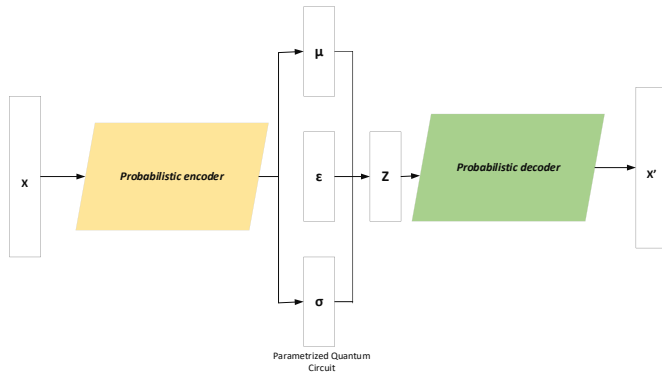 μ
x
Probabilistic encoder
ε
Z
Probabilistic decoder
x’
σ
Parametrized Quantum
Circuit